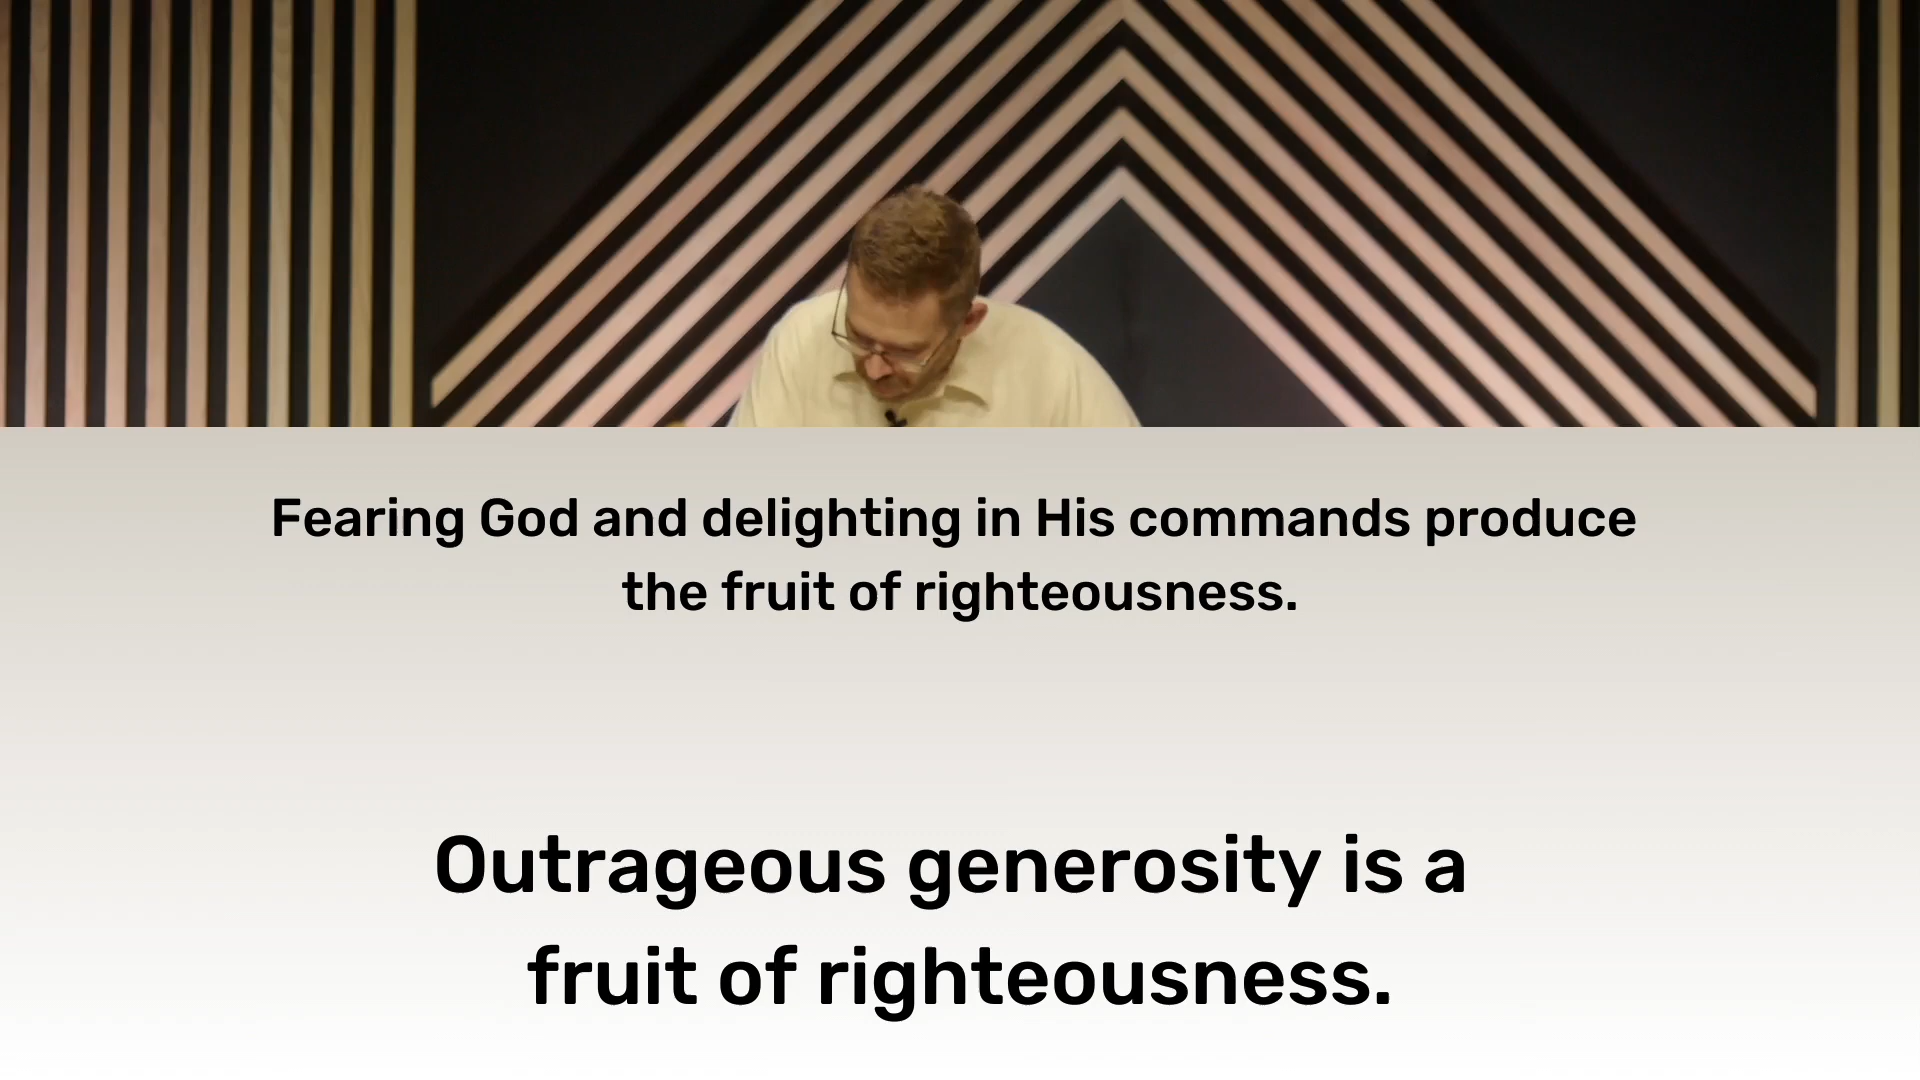 Fearing God and delighting in His commands produce
the fruit of righteousness.
Outrageous generosity is a
fruit of righteousness.